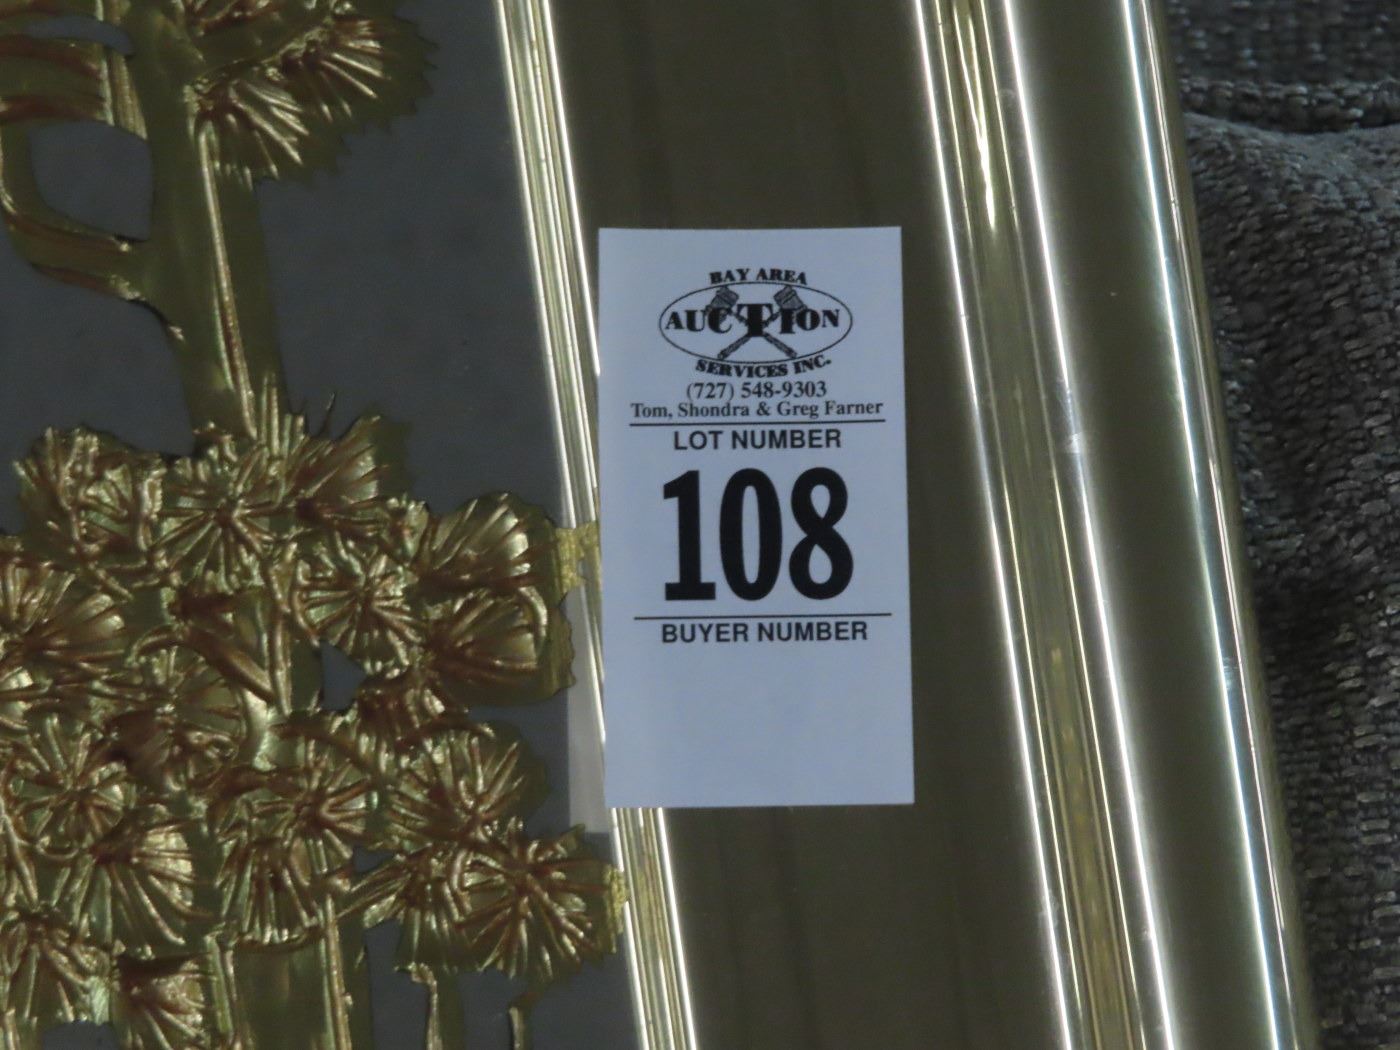 BAY AREA
AUCTION
SERVICES INC.
(727) 548-9303
Tom, Shondra & Greg Farner
LOT NUMBER
108
BUYER NUMBER